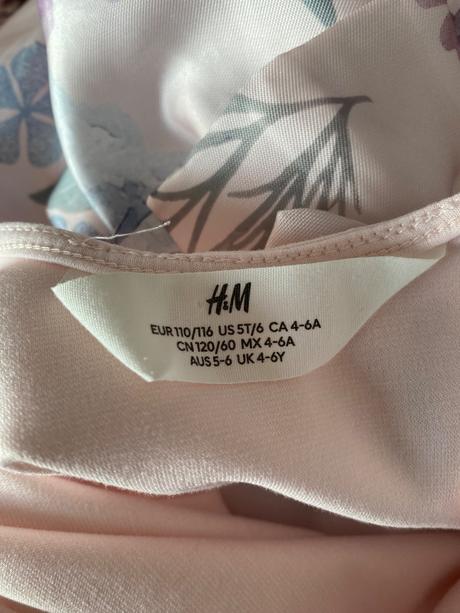 H&M
EUR 110/116 US 5T/6 CA 4-6A
CN 120/60 MX 4-6A
AUS 5-6 UK 4-6Y